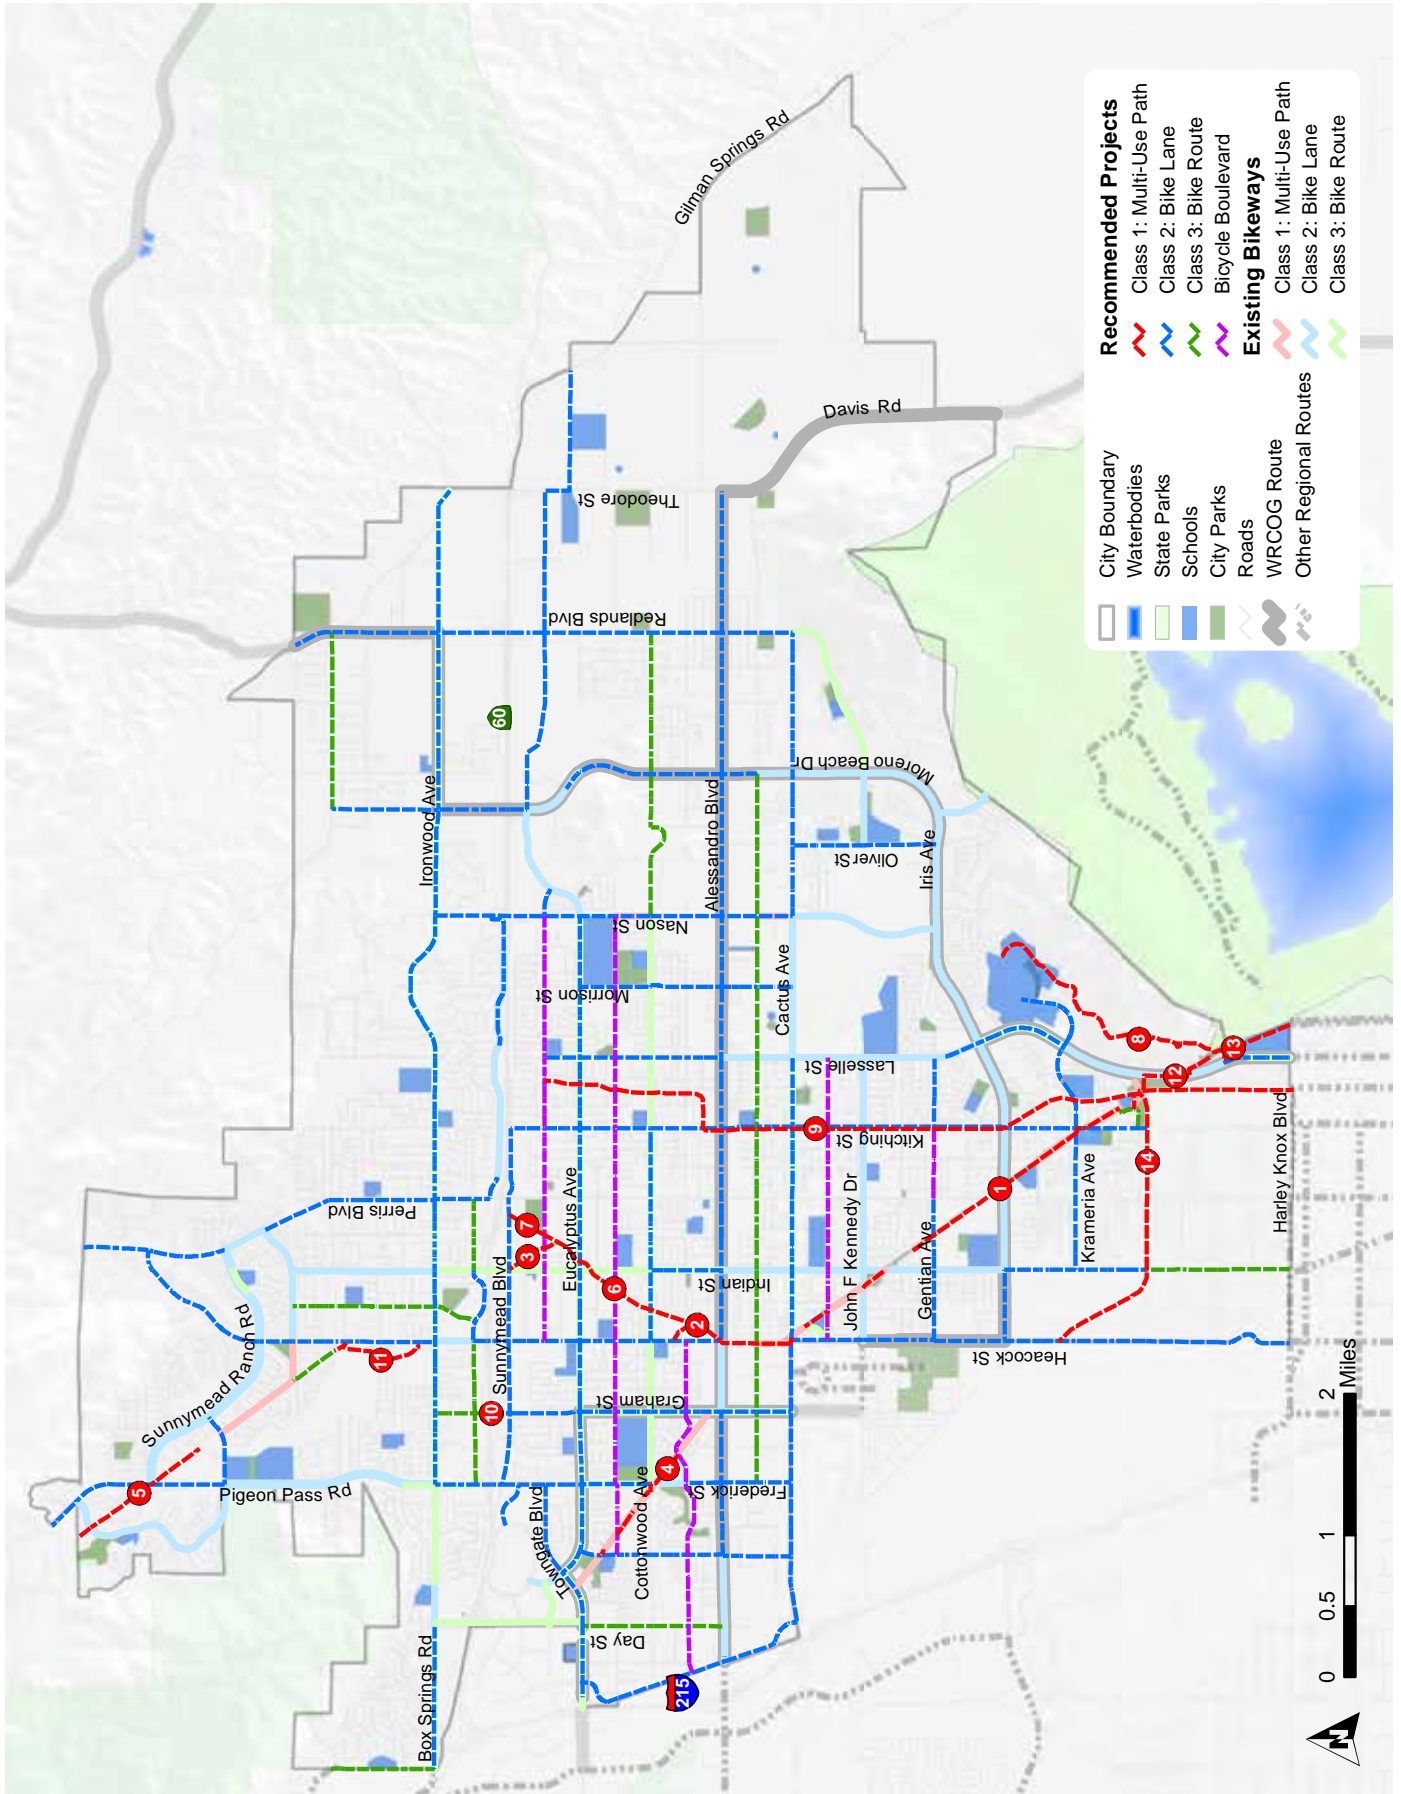 Gilman Springs Rd
Davis Rd
Theodore St
Redlands Blvd
60
Moreno Beach Dr
Ironwood Ave
Alessandro Blvd
Oliver St
Iris Ave
Nason St
Morrison St
Cactus Ave
Lasselle St
Kitching St
Perris Blvd
Eucalyptus Ave
Sunnymead Blvd
Indian St
John F Kennedy Dr
Gentian Ave
Krameria Ave
Harley Knox Blvd
Heacock St
Graham St
Sunnymead Ranch Rd
Pigeon Pass Rd
Frederick St
Cottonwood Ave
Towngate Blvd
Day St
Box Springs Rd
215
1
2
3
4
5
6
7
8
9
10
11
12
13
14
City Boundary
Waterbodies
State Parks
Schools
City Parks
Roads
WRCOG Route
Other Regional Routes
Recommended Projects
Class 1: Multi-Use Path
Class 2: Bike Lane
Class 3: Bike Route
Bicycle Boulevard
Existing Bikeways
Class 1: Multi-Use Path
Class 2: Bike Lane
Class 3: Bike Route
N
0 0.5 1 2
Miles